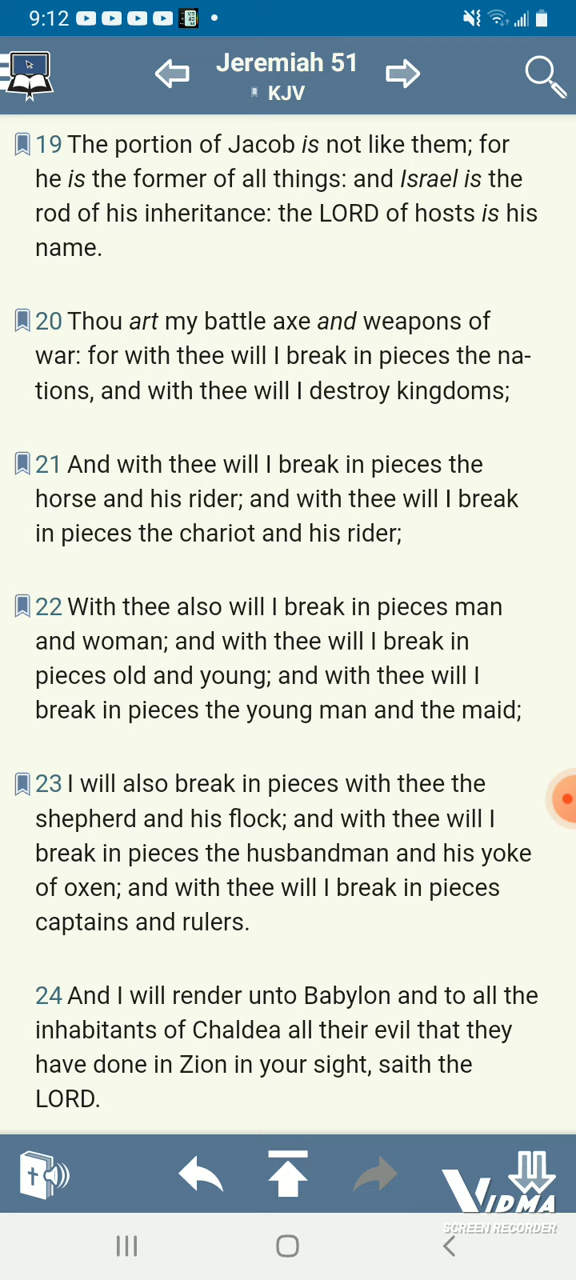 9:12
Jeremiah 51
KJV
19 The portion of Jacob is not like them; for
he is the former of all things: and Israel is the
rod of his inheritance: the LORD of hosts is his
name.
20 Thou art my battle axe and weapons of
war: for with thee will I break in pieces the na-
tions, and with thee will I destroy kingdoms;
21 And with thee will I break in pieces the
horse and his rider; and with thee will I break
in pieces the chariot and his rider;
22 With thee also will I break in pieces man
and woman; and with thee will I break in
pieces old and young; and with thee will I
break in pieces the young man and the maid;
23 I will also break in pieces with thee the
shepherd and his flock; and with thee will I
break in pieces the husbandman and his yoke
of oxen; and with thee will I break in pieces
captains and rulers.
24 And I will render unto Babylon and to all the
inhabitants of Chaldea all their evil that they
have done in Zion in your sight, saith the
LORD.
VIDMA
SCREEN RECORDER